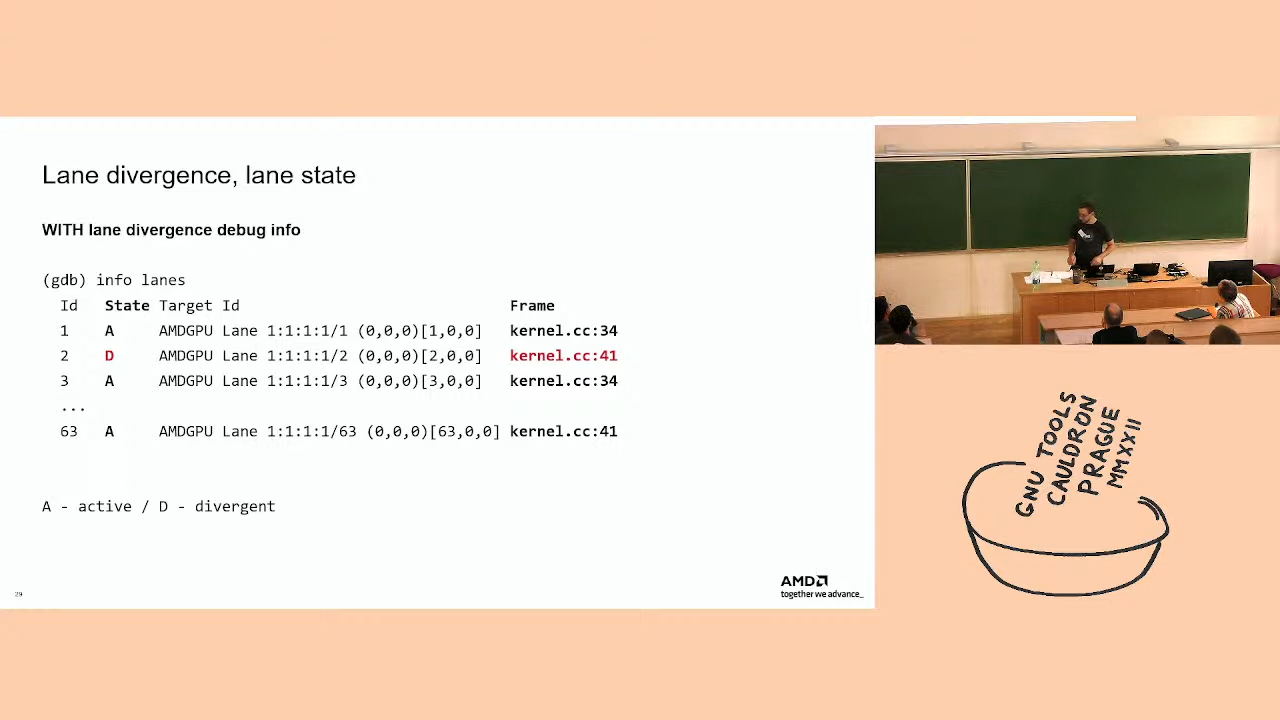 Lane divergence, lane state
WITH lane divergence debug info
(gdb) info lanes
Id State Target Id Frame
1 A AMDGPU Lane 1:1:1:1/1 (0,0,0)[1,0,0] kernel.cc:34
2 D AMDGPU Lane 1:1:1:1/2 (0,0,0)[2,0,0] kernel.cc:41
3 A AMDGPU Lane 1:1:1:1/3 (0,0,0)[3,0,0] kernel.cc:34
...
63 A AMDGPU Lane 1:1:1:1/63 (0,0,0)[63,0,0] kernel.cc:41
A - active / D - divergent
29
AMD
together we advance_
GNU TOOLS
CAULDRON
PRAGUE
MMXXII